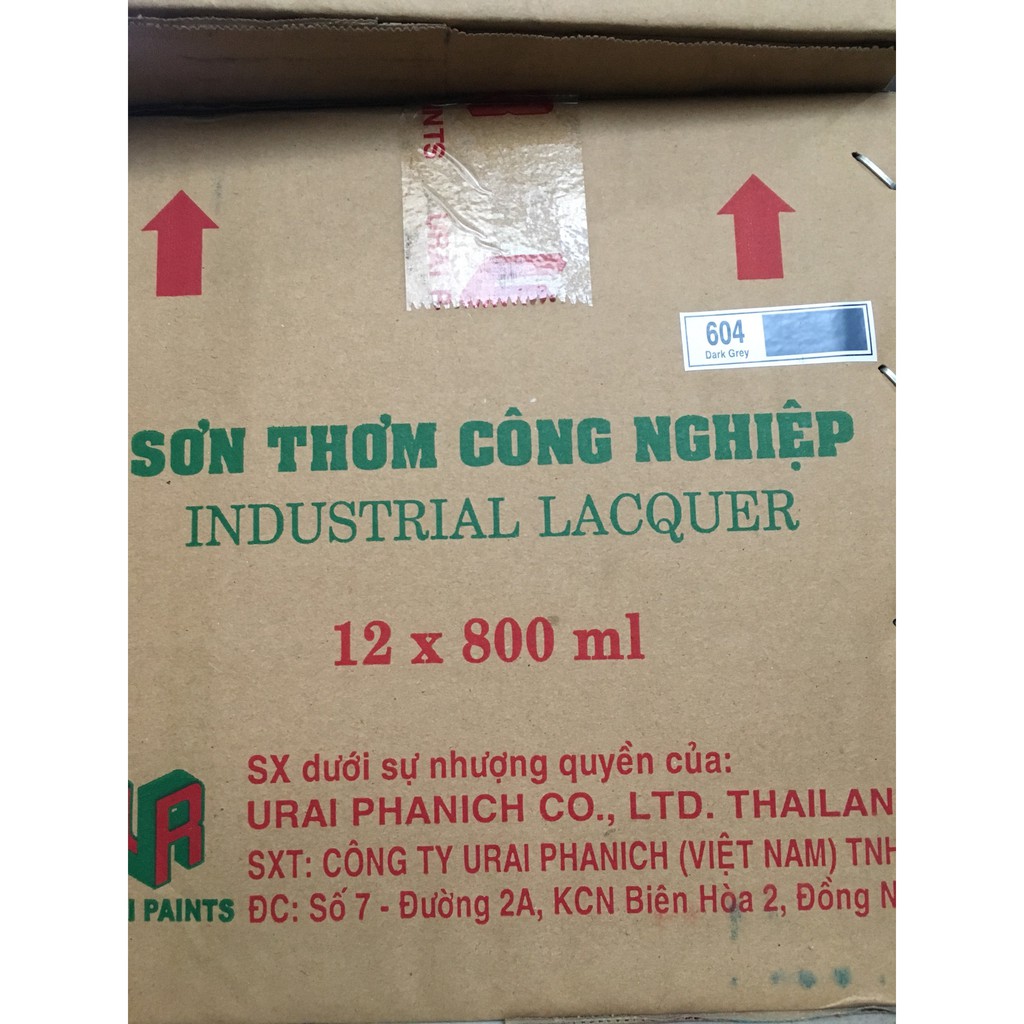 NTS
URAI P
604
Dark Grey
SƠN THƠM CÔNG NGHIỆP
INDUSTRIAL LACQUER
12 x 800 ml
SX dưới sự nhượng quyền của:
URAI PHANICH CO., LTD. THAILAN
SXT: CÔNG TY URAI PHANICH (VIỆT NAM) TNH
PAINTS
ĐC: Số 7 - Đường 2A, KCN Biên Hòa 2, Đồng N